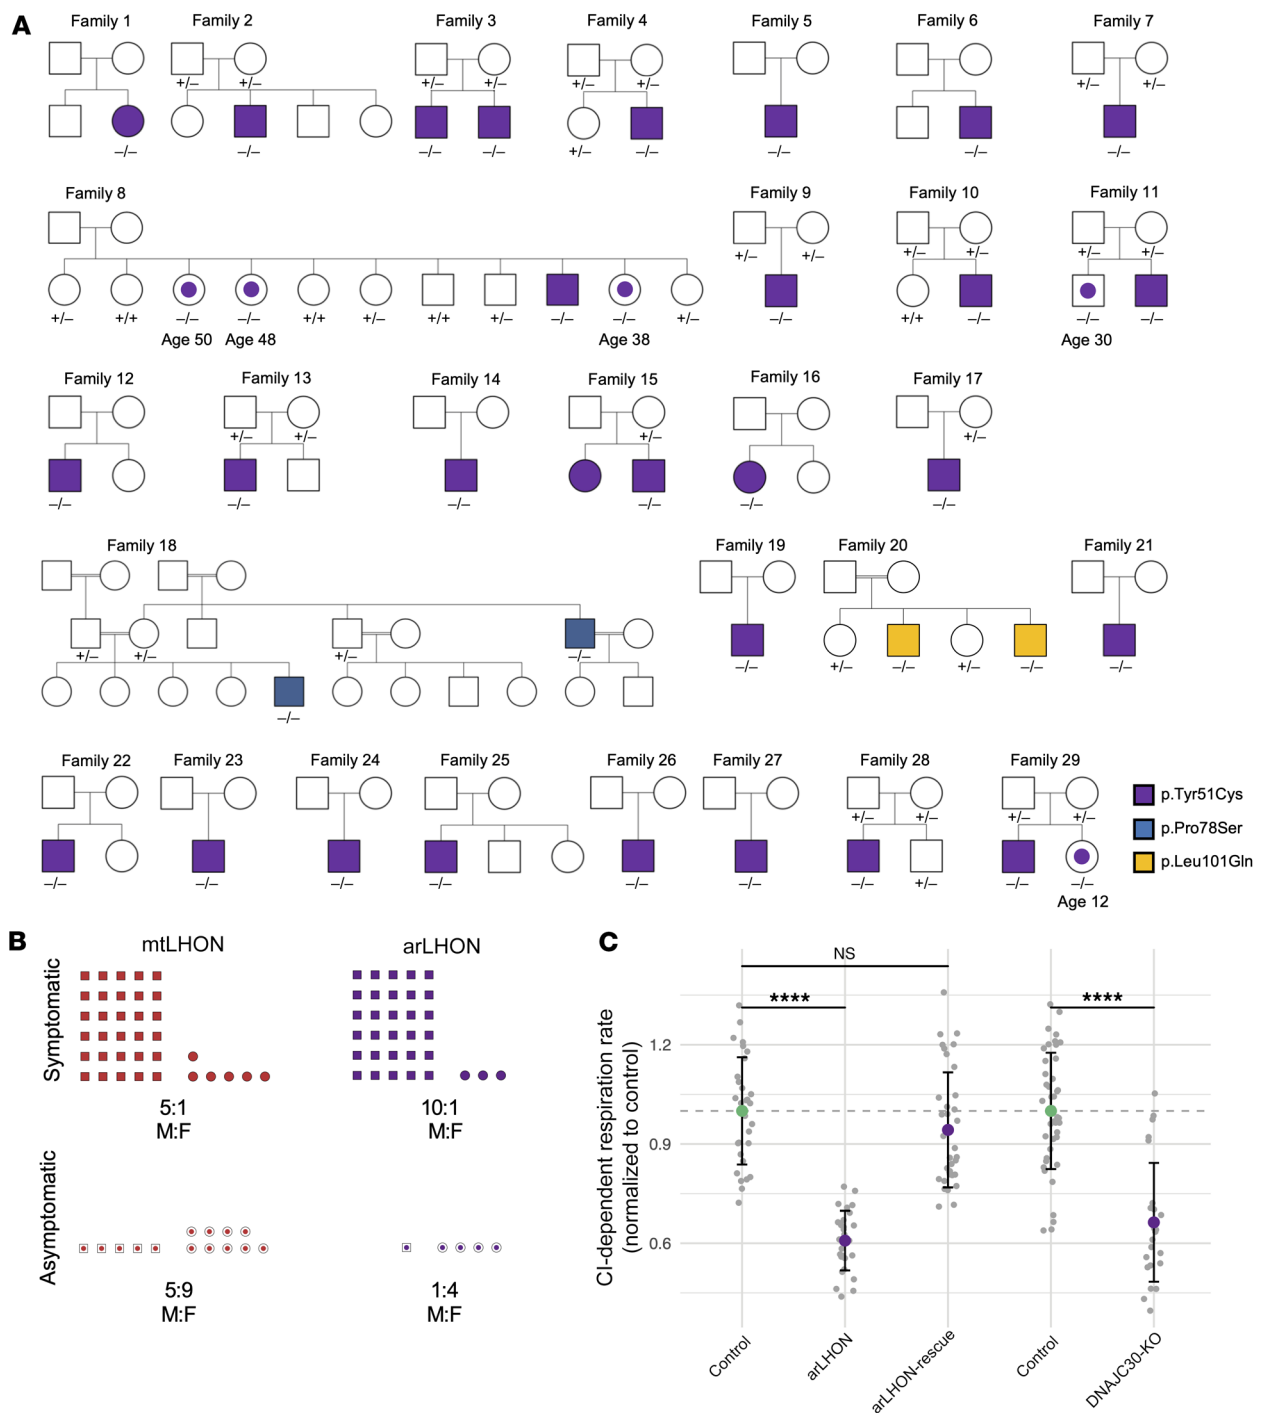 A
Family 1
Family 2
Family 3
Family 4
Family 5
Family 6
Family 7
+/– +/– +/– +/– +/– +/– +/– +/–
–/– –/– –/– –/– +/– –/– –/– –/– –/–
Family 8
Family 9
Family 10
Family 11
+/– +/– +/– +/– +/– +/–
+/– +/+ –/– –/– +/+ +/– +/+ +/– –/– –/– +/– –/– +/+ –/– –/– –/–
Age 50 Age 48 Age 38 Age 30
Family 12
Family 13
Family 14
Family 15
Family 16
Family 17
+/– +/– +/– +/–
–/– –/– –/– –/– –/– –/–
Family 18
Family 19
Family 20
Family 21
+/– +/– +/– –/– –/– +/– –/– +/– –/– –/–
–/–
Family 22
Family 23
Family 24
Family 25
Family 26
Family 27
Family 28
Family 29
+/– +/– +/– +/–
–/– –/– –/– –/– –/– –/– –/– +/– –/– –/–
Age 12
p.Tyr51Cys
p.Pro78Ser
p.Leu101Gln
B
mtLHON
arLHON
Symptomatic
5:1
M:F
10:1
M:F
Asymptomatic
5:9
M:F
1:4
M:F
C
NS
****
****
CI-dependent respiration rate
(normalized to control)
1.2
0.9
0.6
Control
arLHON
arLHON-rescue
Control
DNAJC30-KO